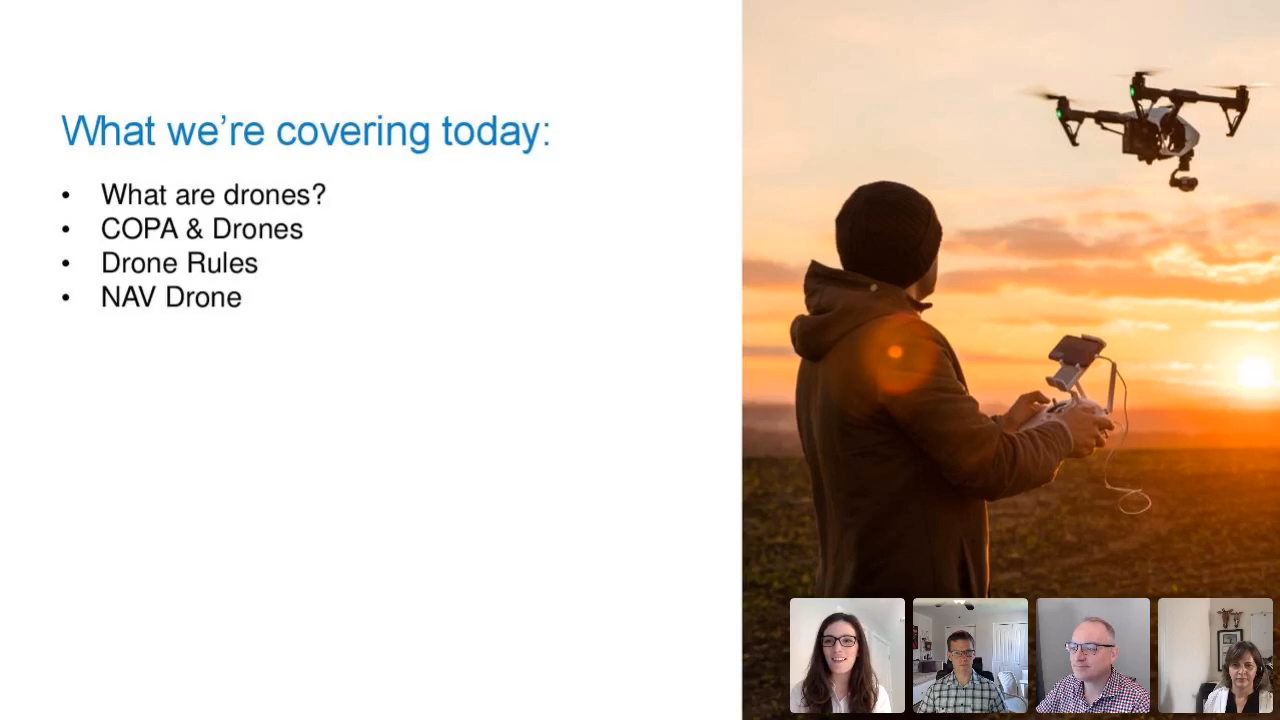 What we're covering today:
• What are drones?
• COPA & Drones
• Drone Rules
• NAV Drone